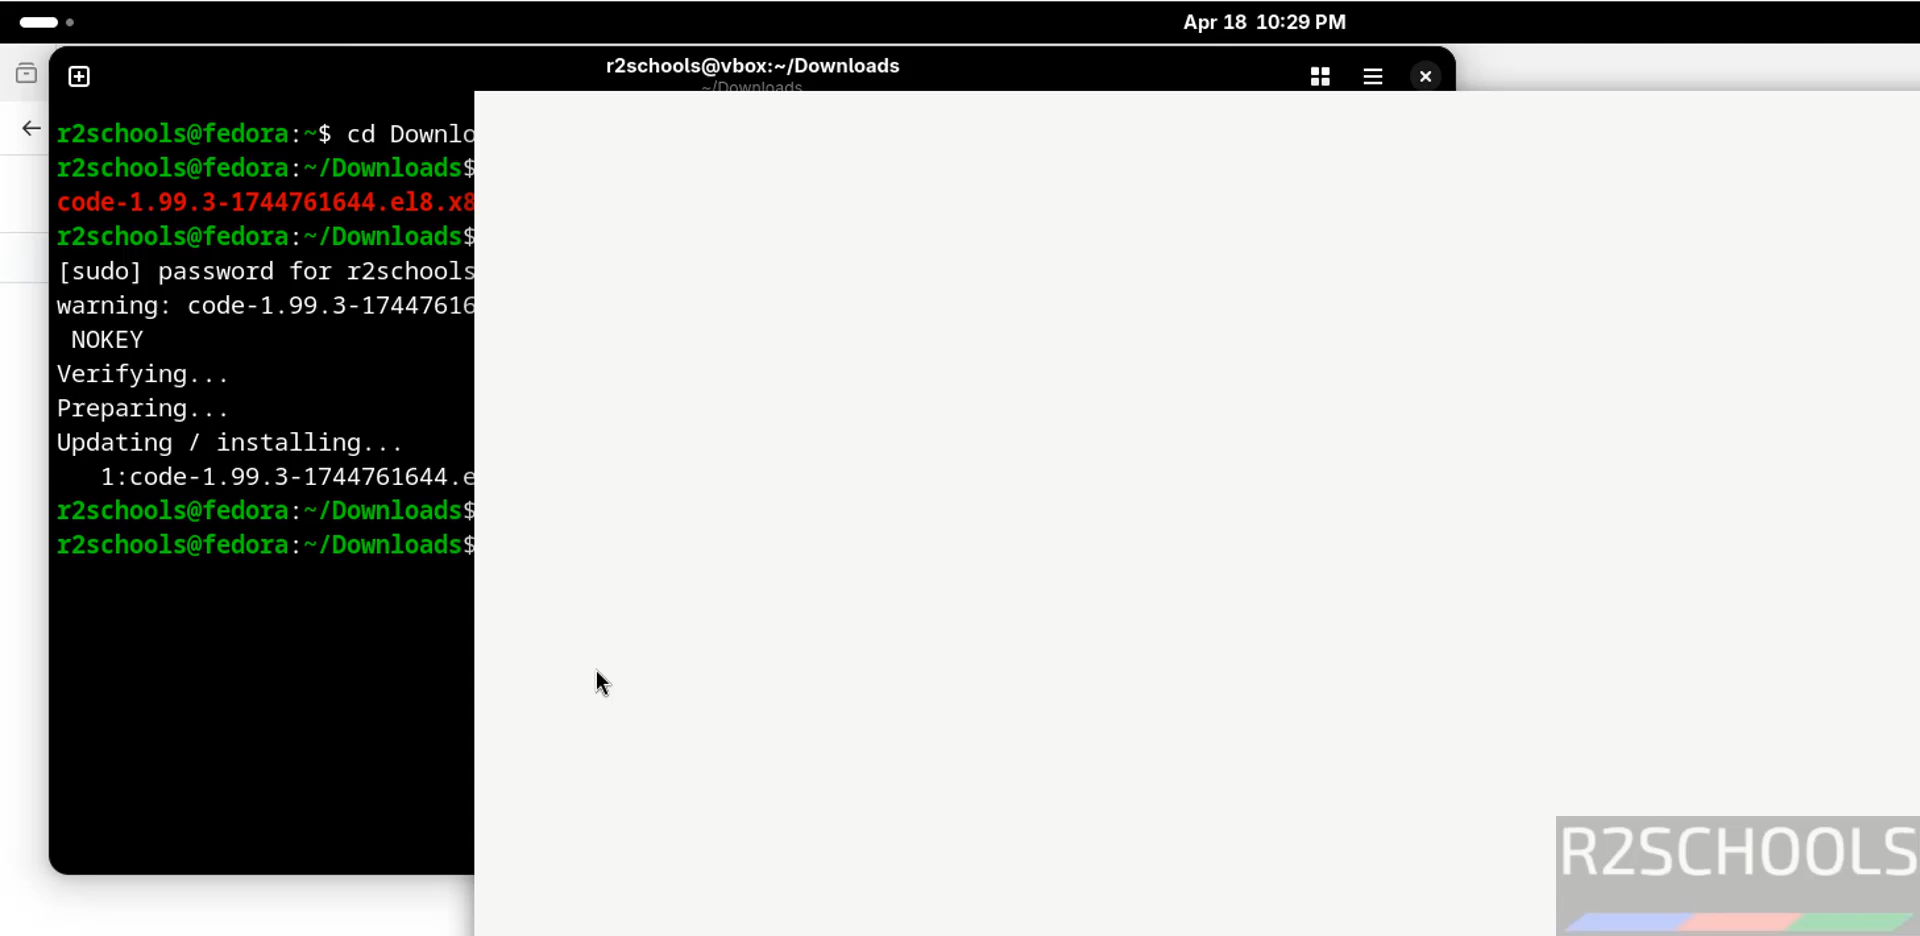 Apr 18 10:29 PM
r2schools@vbox:~/Downloads
~/Downloads
r2schools@fedora:~$ cd Downlo
r2schools@fedora:~/Downloads$
code-1.99.3-1744761644.el8.x8
r2schools@fedora:~/Downloads$
[sudo] password for r2schools
warning: code-1.99.3-17447616
NOKEY
Verifying...
Preparing...
Updating / installing...
1:code-1.99.3-1744761644.e
r2schools@fedora:~/Downloads$
r2schools@fedora:~/Downloads$
R2SCHOOLS